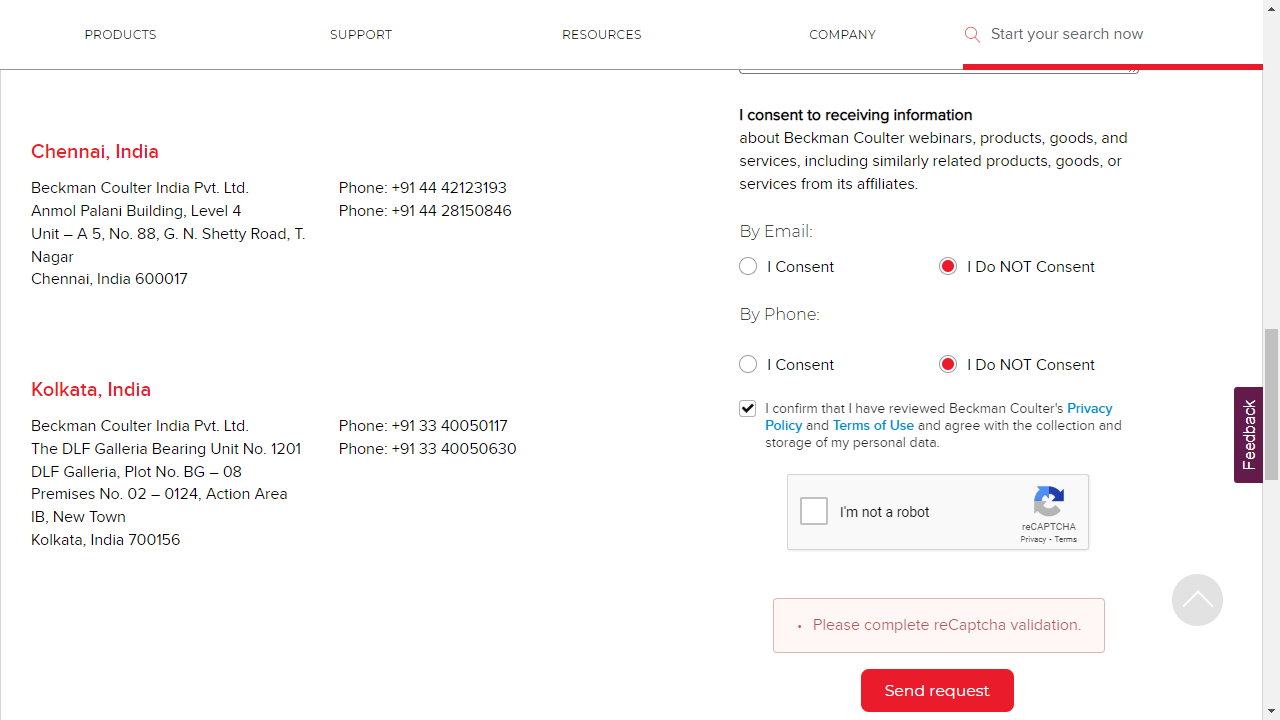 PRODUCTS
SUPPORT
RESOURCES
COMPANY
Start your search now
Chennai, India
Beckman Coulter India Pvt. Ltd.
Anmol Palani Building, Level 4
Unit – A 5, No. 88, G. N. Shetty Road, T.
Nagar
Chennai, India 600017
Phone: +91 44 42123193
Phone: +91 44 28150846
Kolkata, India
Beckman Coulter India Pvt. Ltd.
The DLF Galleria Bearing Unit No. 1201
DLF Galleria, Plot No. BG – 08
Premises No. 02 – 0124, Action Area
IB, New Town
Kolkata, India 700156
Phone: +91 33 40050117
Phone: +91 33 40050630
I consent to receiving information
about Beckman Coulter webinars, products, goods, and
services, including similarly related products, goods, or
services from its affiliates.
By Email:
I Consent
I Do NOT Consent
By Phone:
I Consent
I Do NOT Consent
I confirm that I have reviewed Beckman Coulter's Privacy
Policy and Terms of Use and agree with the collection and
storage of my personal data.
I'm not a robot
reCAPTCHA
Privacy - Terms
• Please complete reCaptcha validation.
Send request
Feedback